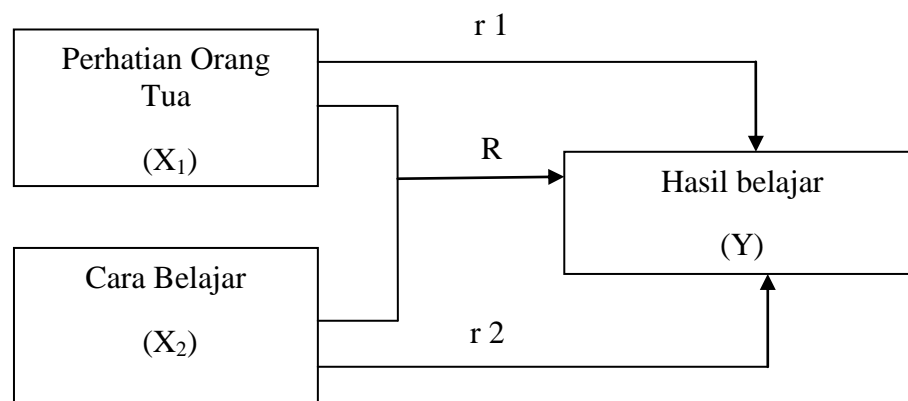 r 1
Perhatian Orang
Tua
(X₁)
R
Hasil belajar
(Y)
Cara Belajar
(X₂)
r 2